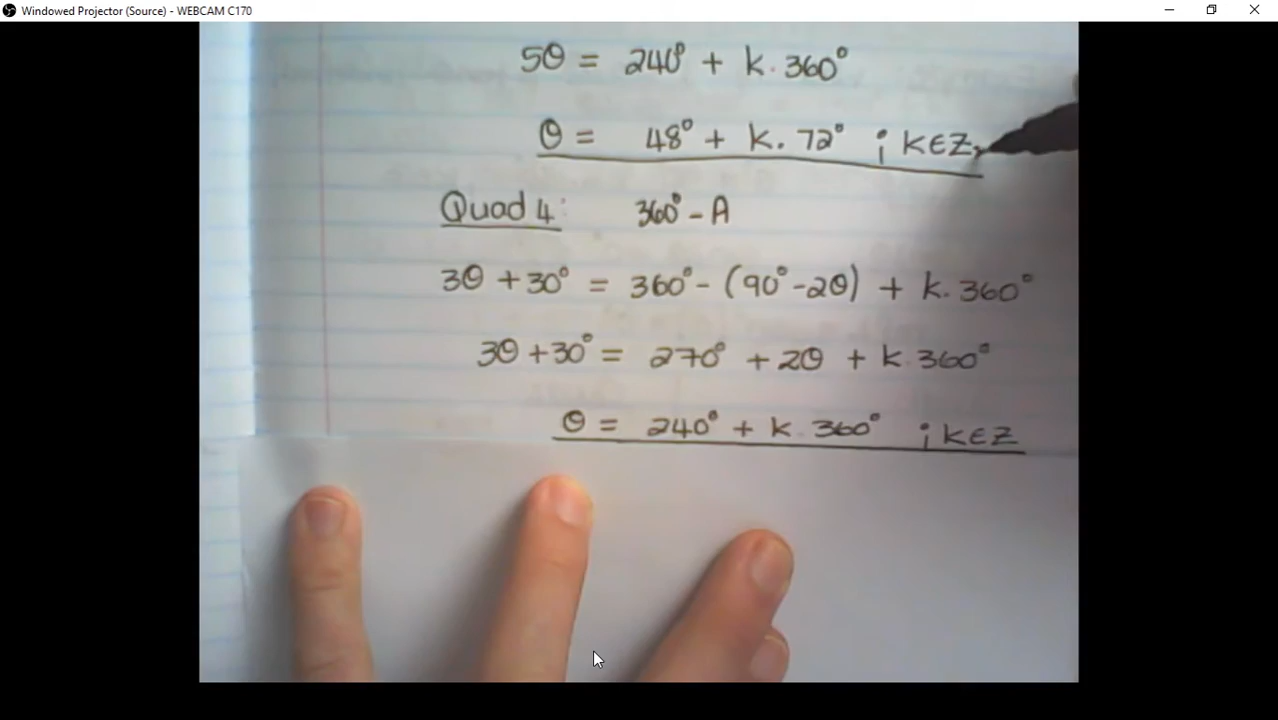 Windowed Projector (Source) - WEBCAM C170
5θ = 240° + k.360°
θ = 48° + k.72° ; k∈Z
Quad 4: 360° - A
3θ + 30° = 360° - (90° - 2θ) + k.360°
3θ + 30° = 270° + 2θ + k.360°
θ = 240° + k.360° ; k∈Z